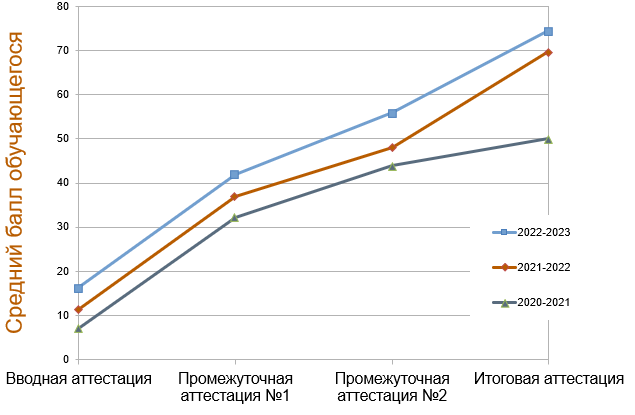 Средний балл обучающегося
80
70
60
50
40
30
20
10
0
2022-2023
2021-2022
2020-2021
Вводная аттестация
Промежуточная
аттестация №1
Промежуточная
аттестация №2
Итоговая аттестация